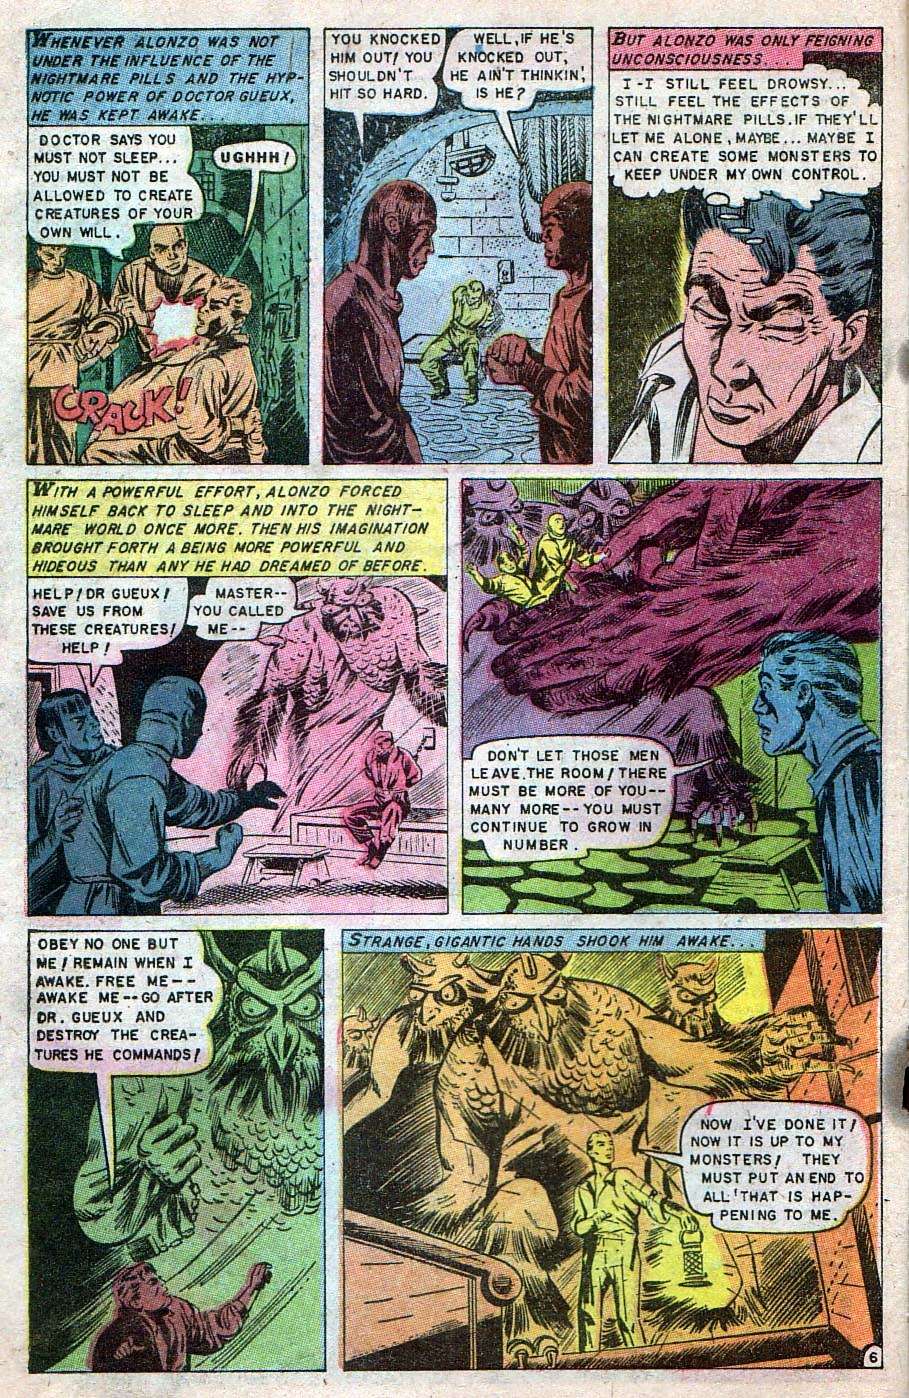 WHENEVER ALONZO WAS NOT
UNDER THE INFLUENCE OF THE
NIGHTMARE PILLS AND THE HYP-
NOTIC POWER OF DOCTOR GUEUX,
HE WAS KEPT AWAKE...
DOCTOR SAYS YOU
MUST NOT SLEEP...
YOU MUST NOT BE
ALLOWED TO CREATE
CREATURES OF YOUR
OWN WILL.
UGHHH!
CRACK!
YOU KNOCKED
HIM OUT! YOU
SHOULDN'T
HIT SO HARD.
WELL, IF HE'S
KNOCKED OUT,
HE AIN'T THINKIN',
IS HE?
BUT ALONZO WAS ONLY FEIGNING
UNCONSCIOUSNESS.
I-I STILL FEEL DROWSY...
STILL FEEL THE EFFECTS OF
THE NIGHTMARE PILLS. IF THEY'LL
LET ME ALONE, MAYBE... MAYBE I
CAN CREATE SOME MONSTERS TO
KEEP UNDER MY OWN CONTROL.
WITH A POWERFUL EFFORT, ALONZO FORCED
HIMSELF BACK TO SLEEP AND INTO THE NIGHT-
MARE WORLD ONCE MORE. THEN HIS IMAGINATION
BROUGHT FORTH A BEING MORE POWERFUL AND
HIDEOUS THAN ANY HE HAD DREAMED OF BEFORE.
HELP! DR GUEUX!
SAVE US FROM
THESE CREATURES!
HELP!
MASTER--
YOU CALLED
ME--
DON'T LET THOSE MEN
LEAVE. THE ROOM! THERE
MUST BE MORE OF YOU--
MANY MORE-- YOU MUST
CONTINUE TO GROW IN
NUMBER.
OBEY NO ONE BUT
ME! REMAIN WHEN I
AWAKE. FREE ME--
AWAKE ME-- GO AFTER
DR. GUEUX AND
DESTROY THE CREA-
TURES HE COMMANDS!
STRANGE, GIGANTIC HANDS SHOOK HIM AWAKE...
NOW I'VE DONE IT!
NOW IT IS UP TO MY
MONSTERS! THEY
MUST PUT AN END TO
ALL THAT IS HAP-
PENING TO ME.
6